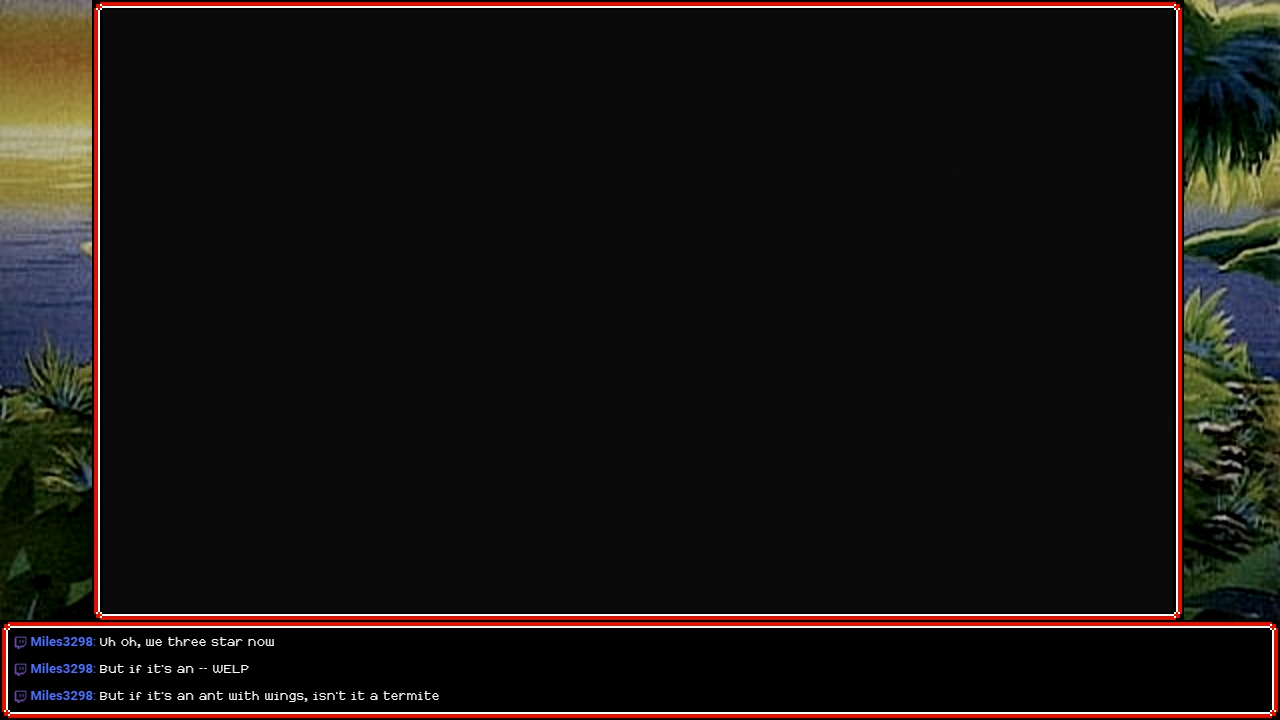 Miles3298: Uh oh, we three star now
Miles3298: But if it's an -- WELP
Miles3298: But if it's an ant with wings, isn't it a termite